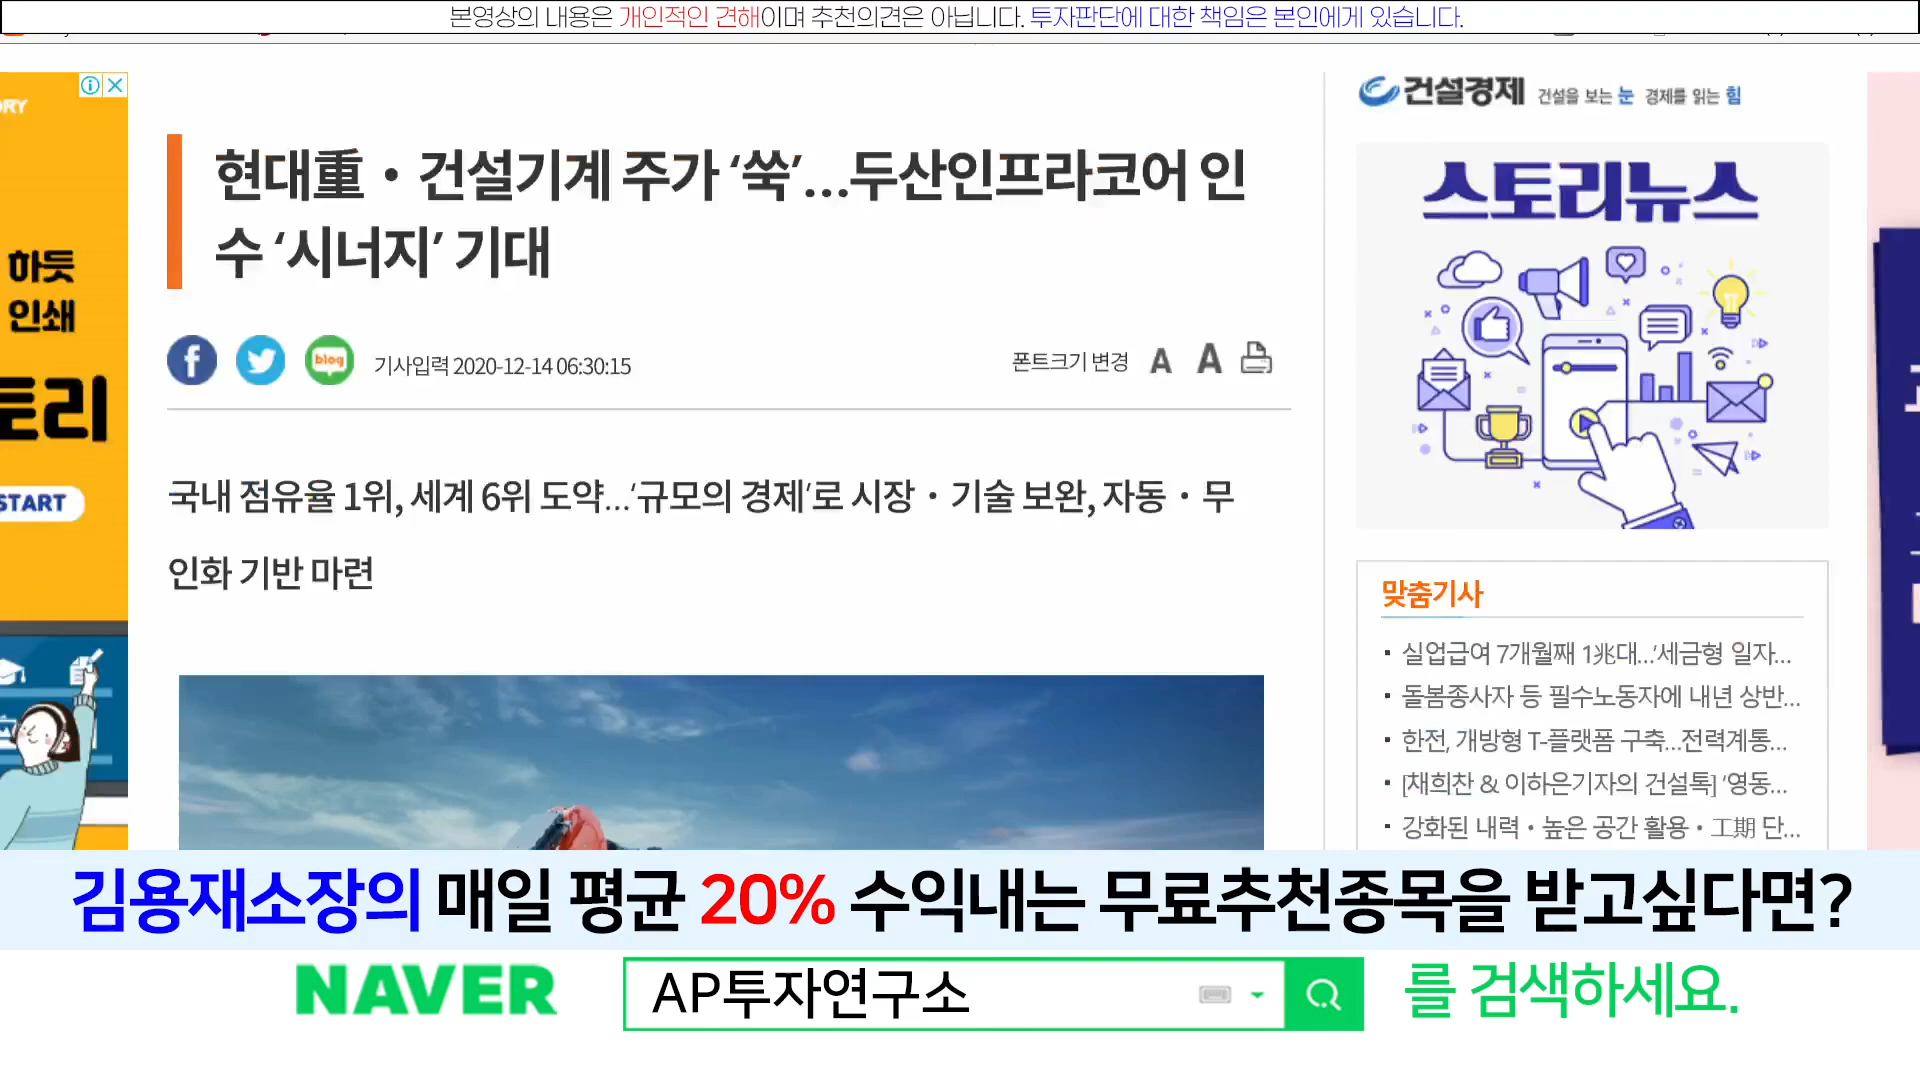 본영상의 내용은 개인적인 견해이며 추천의견은 아닙니다. 투자판단에 대한 책임은 본인에게 있습니다.
ORY
하듯
인쇄
토리
START
현대重・건설기계 주가 ‘쑥’…두산인프라코어 인
수 ‘시너지’ 기대
blog
기사입력 2020-12-14 06:30:15
폰트크기 변경 A A
국내 점유율 1위, 세계 6위 도약…‘규모의 경제’로 시장・기술 보완, 자동・무
인화 기반 마련
건설경제 건설을 보는 눈 경제를 읽는 힘
스토리뉴스
맞춤기사
실업급여 7개월째 1兆대…‘세금형 일자...
돌봄종사자 등 필수노동자에 내년 상반...
한전, 개방형 T-플랫폼 구축…전력계통...
[채희찬 & 이하은기자의 건설톡] ‘영동...
강화된 내력・높은 공간 활용・工期 단...
김용재소장의 매일 평균 20% 수익내는 무료추천종목을 받고싶다면?
NAVER AP투자연구소 를 검색하세요.